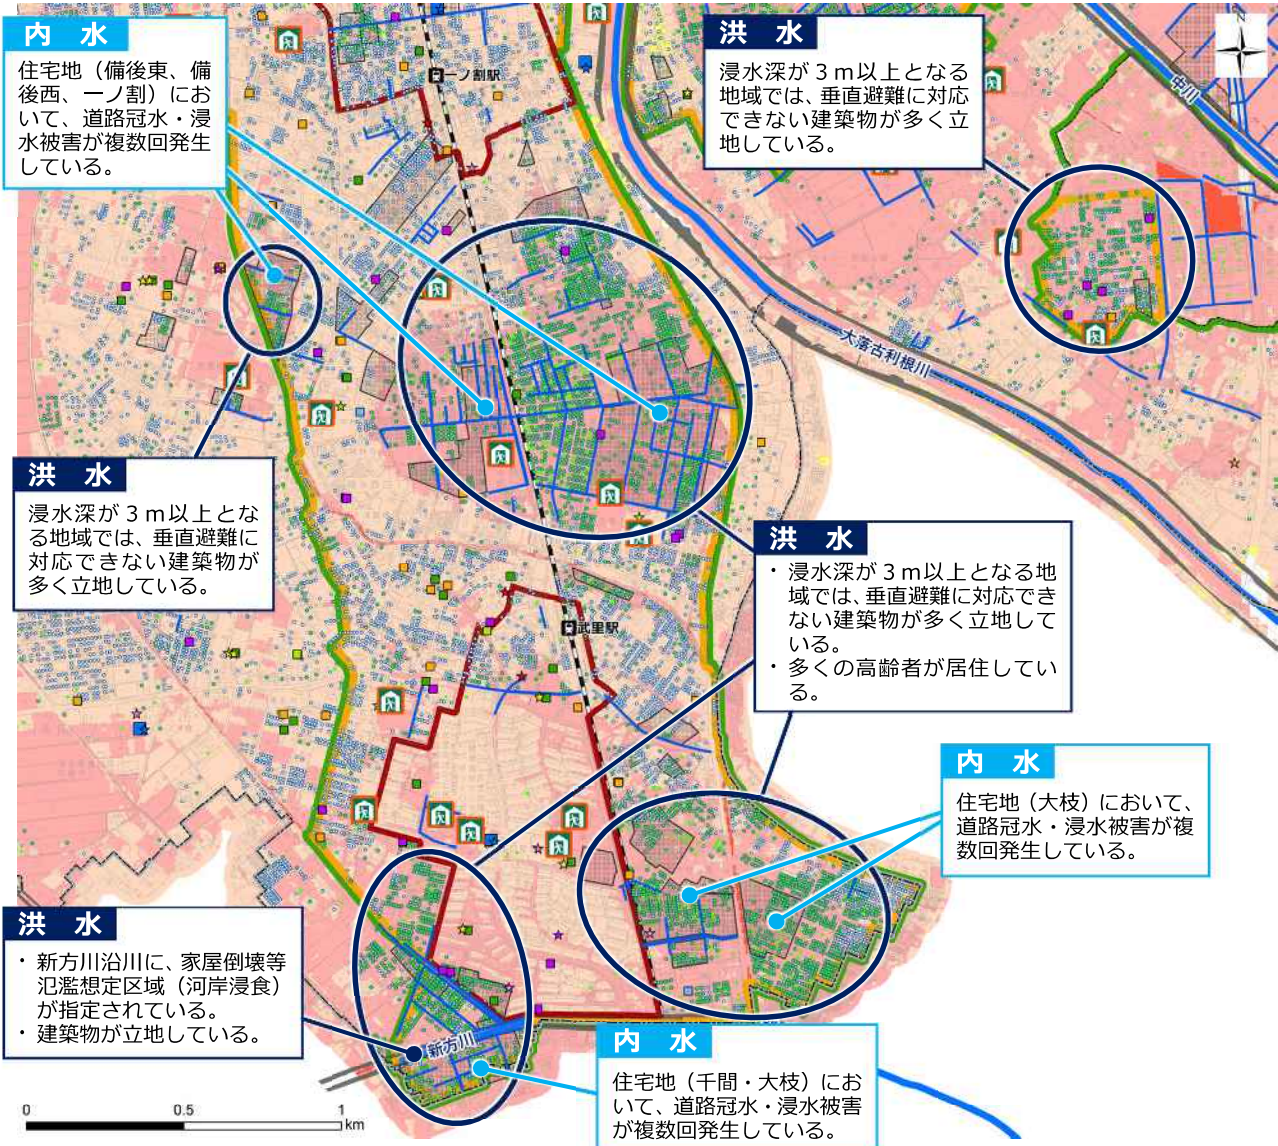 内 水
住宅地（備後東、備
後西、一ノ割）にお
いて、道路冠水・浸
水被害が複数回発生
している。
洪 水
浸水深が３ｍ以上となる
地域では、垂直避難に対応
できない建築物が多く立
地している。
N
中川
一ノ割駅
大落古利根川
洪 水
浸水深が３ｍ以上とな
る地域では、垂直避難に
対応できない建築物が
多く立地している。
洪 水
・ 浸水深が３ｍ以上となる地
域では、垂直避難に対応でき
ない建築物が多く立地して
いる。
・ 多くの高齢者が居住してい
る。
武里駅
内 水
住宅地（大枝）において、
道路冠水・浸水被害が複
数回発生している。
洪 水
・ 新方川沿川に、家屋倒壊等
氾濫想定区域（河岸浸食）
が指定されている。
・ 建築物が立地している。
新方川
内 水
住宅地（千間・大枝）にお
いて、道路冠水・浸水被害
が複数回発生している。
0 0.5 1
km